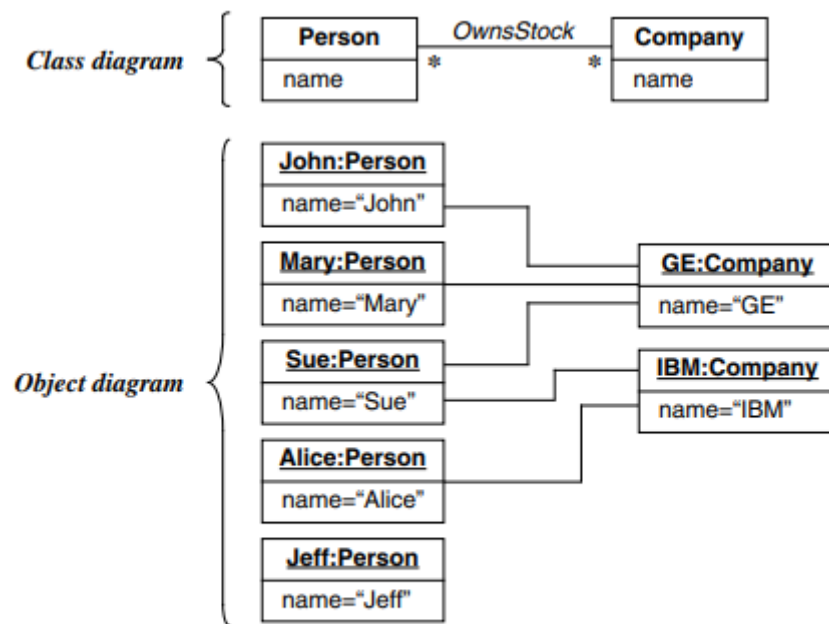 Class diagram
Person
name
OwnsStock
*
*
Company
name
Object diagram
John:Person
name=“John”
Mary:Person
name=“Mary”
Sue:Person
name=“Sue”
Alice:Person
name=“Alice”
Jeff:Person
name=“Jeff”
GE:Company
name=“GE”
IBM:Company
name=“IBM”